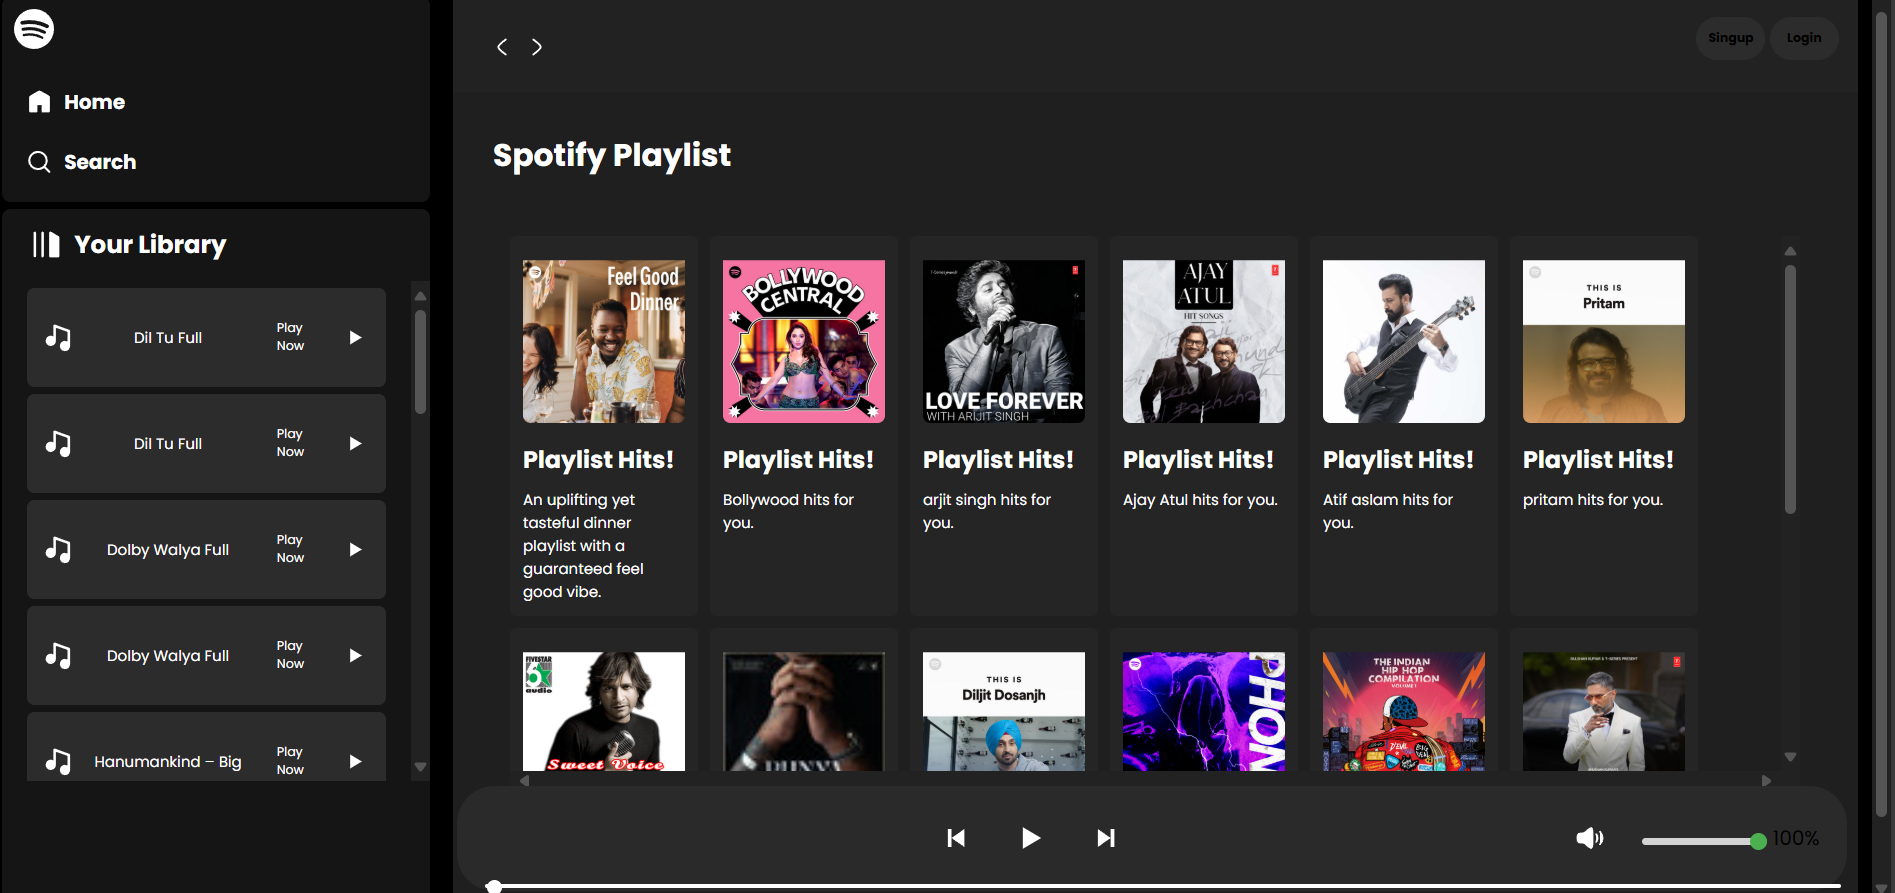 Singup
Login
Home
Search
Your Library
Dil Tu Full
Play
Now
Dil Tu Full
Play
Now
Dolby Walya Full
Play
Now
Dolby Walya Full
Play
Now
Hanumankind – Big
Play
Now
Spotify Playlist
Feel Good
Dinner
BOLLYWOOD
CENTRAL
LOVE FOREVER
WITH ARIJIT SINGH
AJAY
ATUL
HIT SONGS
THIS IS
Pritam
Playlist Hits!
An uplifting yet
tasteful dinner
playlist with a
guaranteed feel
good vibe.
Playlist Hits!
Bollywood hits for
you.
Playlist Hits!
arjit singh hits for
you.
Playlist Hits!
Ajay Atul hits for you.
Playlist Hits!
Atif aslam hits for
you.
Playlist Hits!
pritam hits for you.
FIVESTAR
audio
Sweet Voice
THIS IS
Diljit Dosanjh
PHON
THE INDIAN
HIP HOP
COMPILATION
VOLUME 1
100%